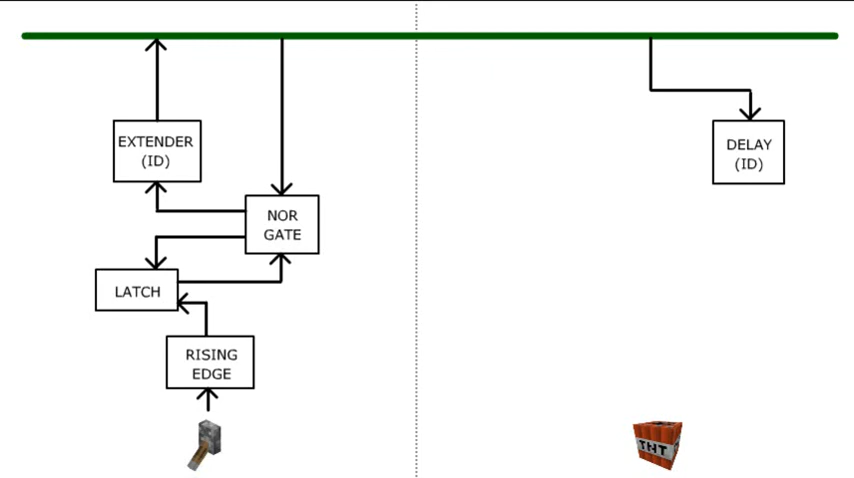 EXTENDER
(ID)
DELAY
(ID)
NOR
GATE
LATCH
RISING
EDGE
TNT